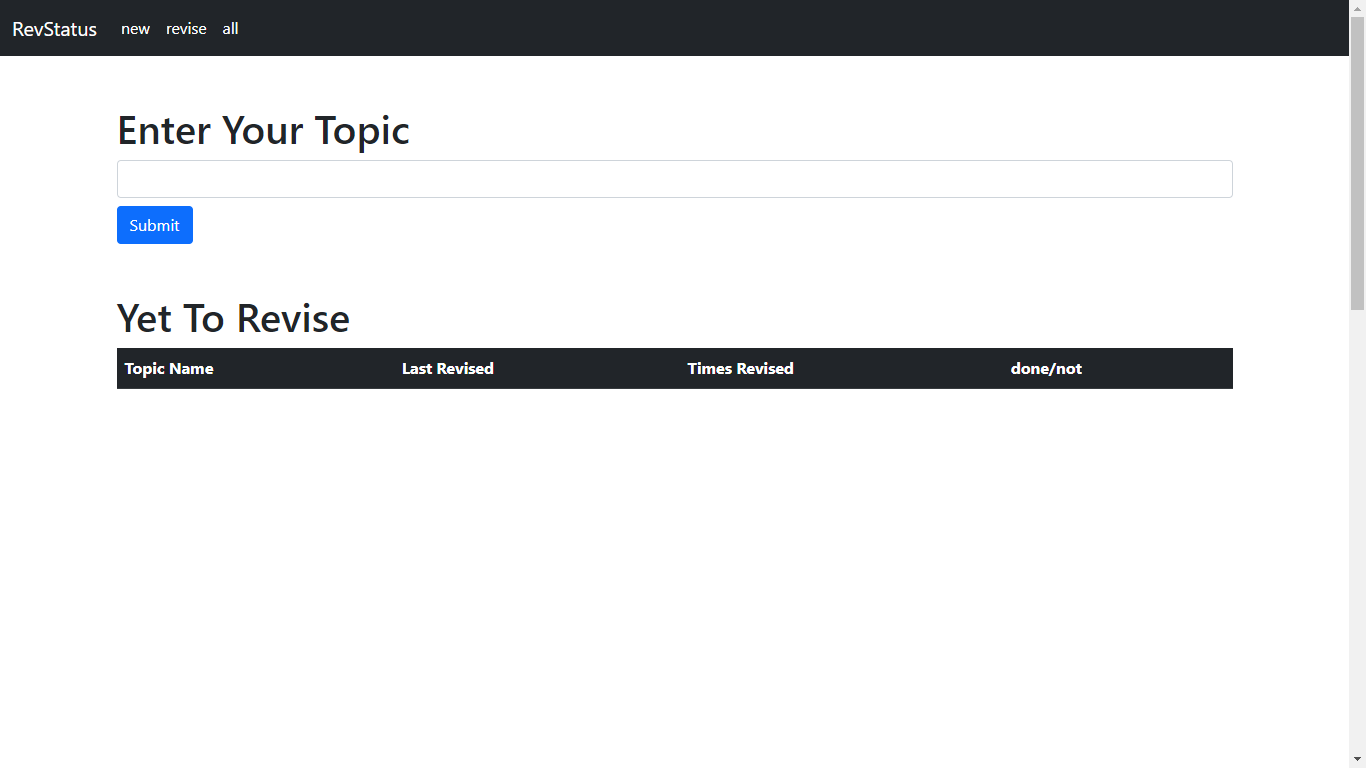 RevStatus new revise all
Enter Your Topic
Submit
Yet To Revise
Topic Name Last Revised Times Revised done/not